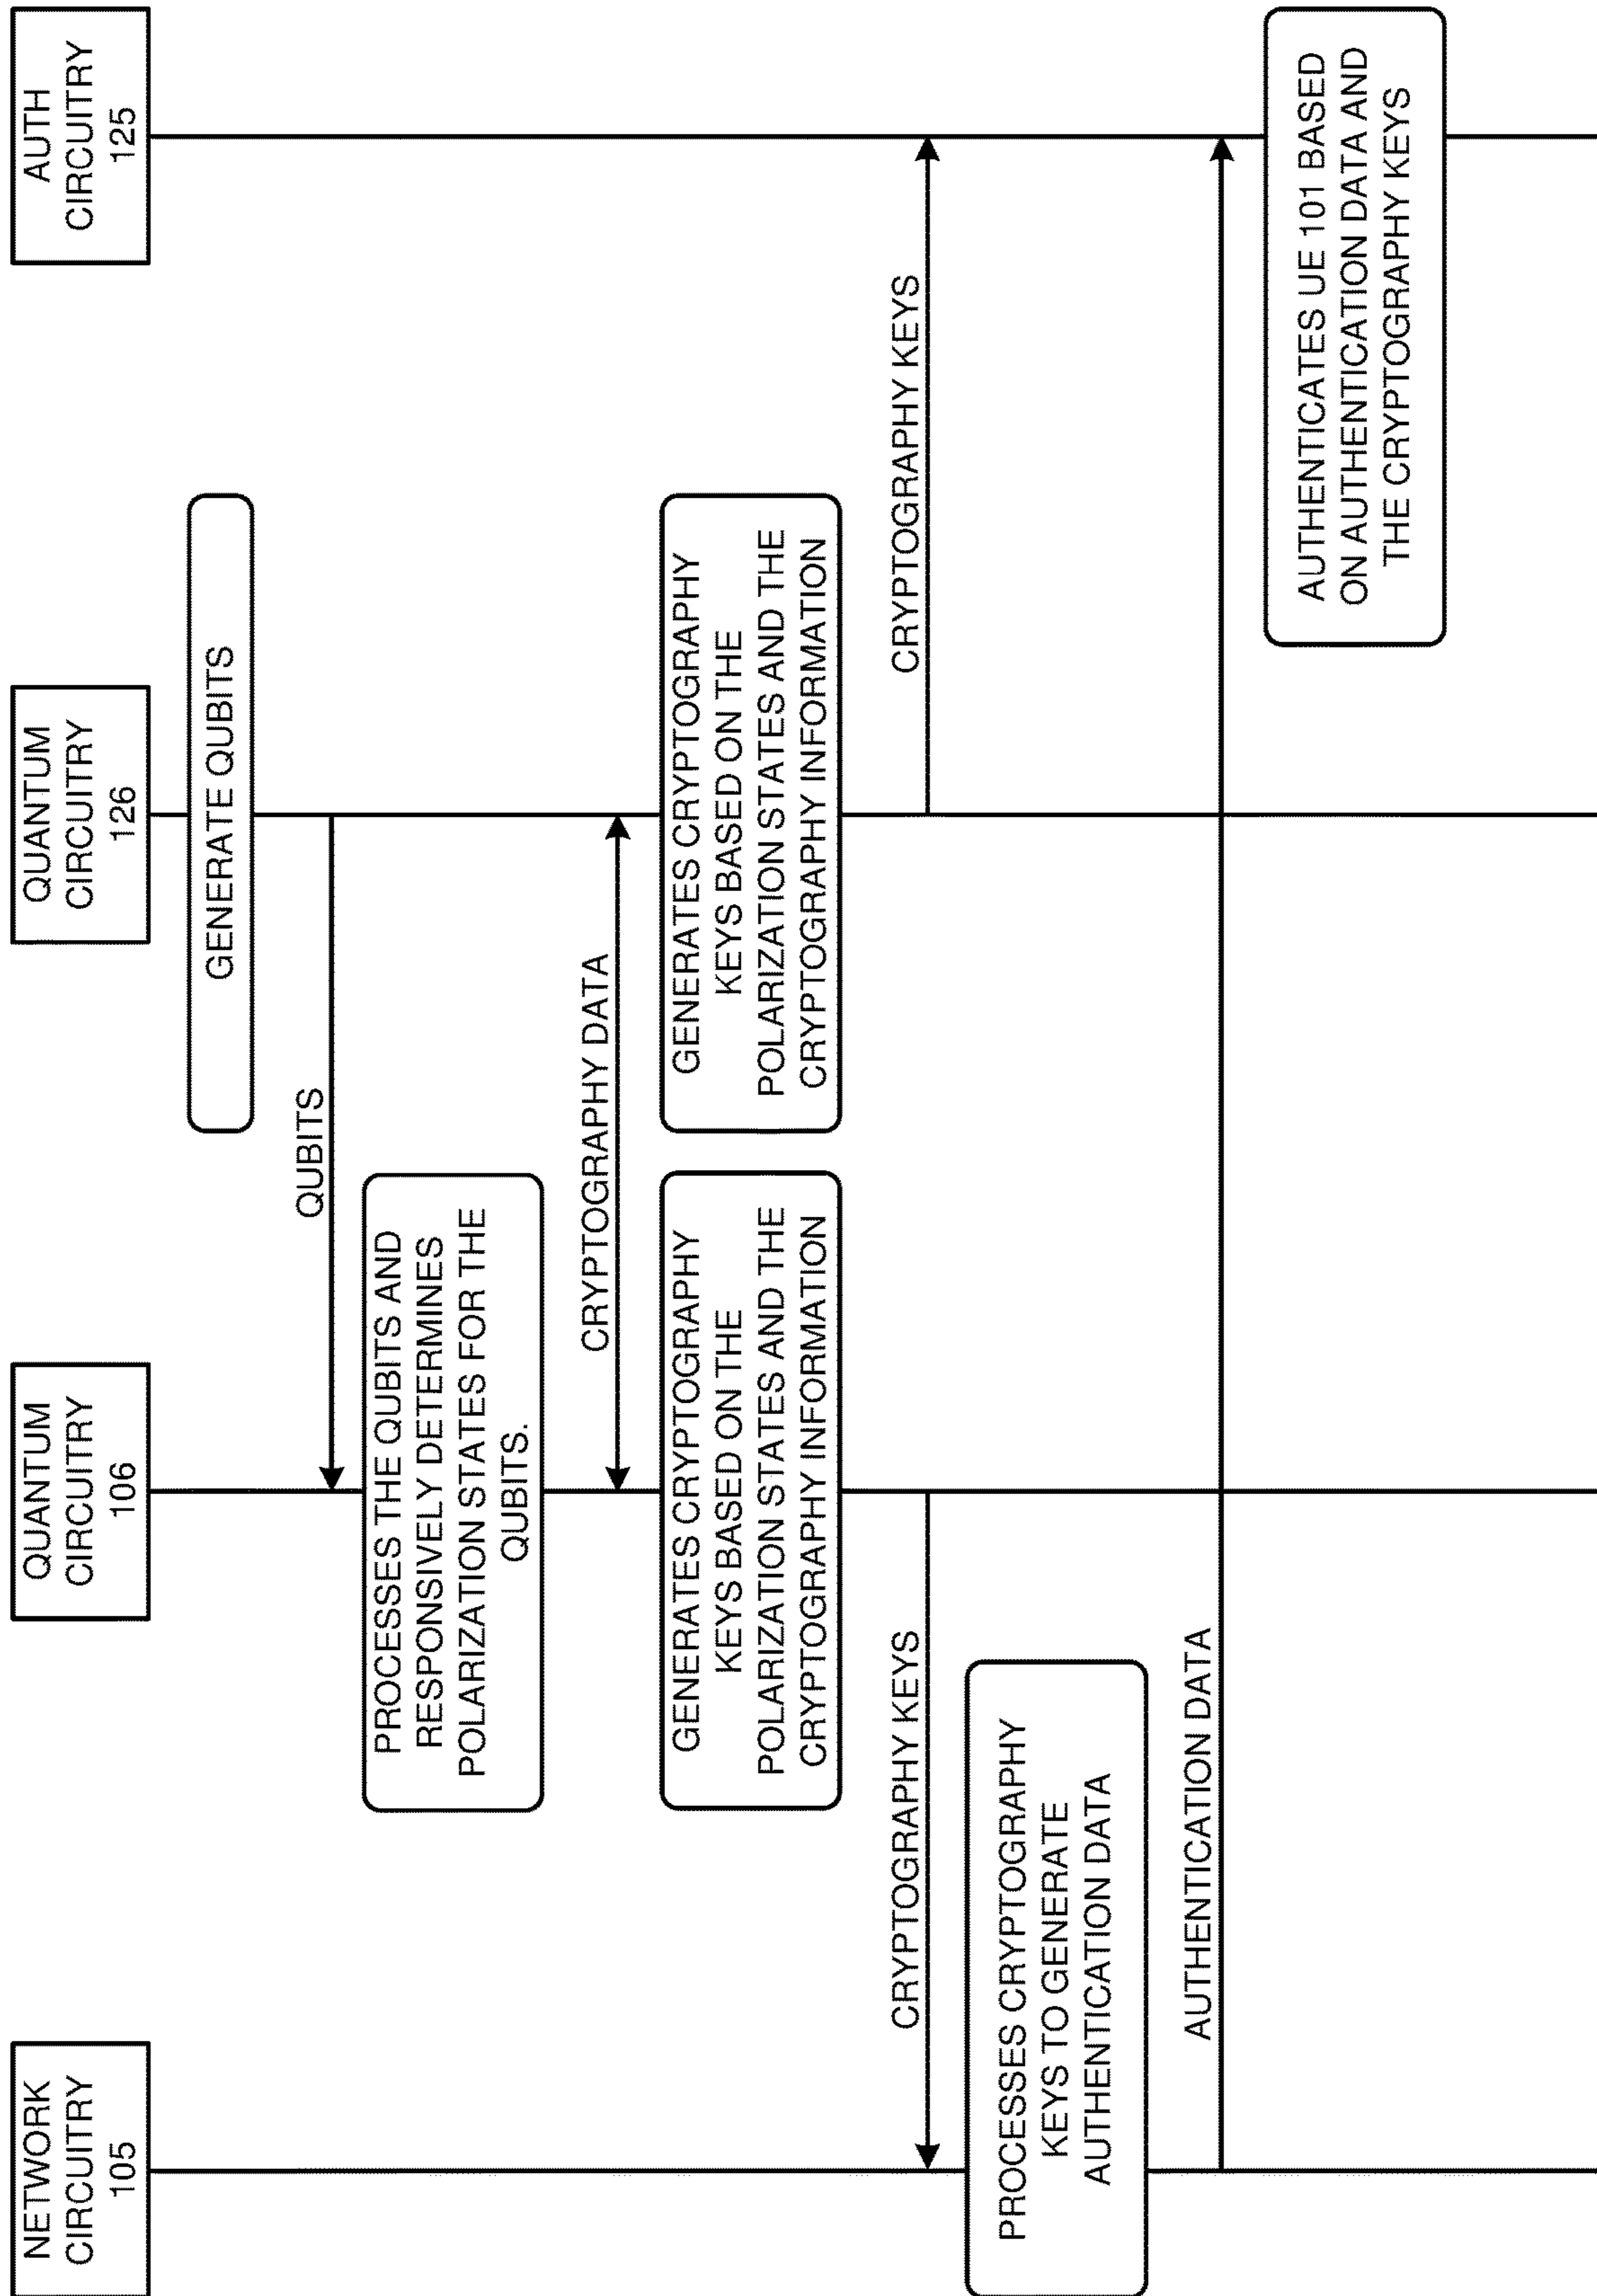 NETWORK
CIRCUITRY
105
QUANTUM
CIRCUITRY
106
QUANTUM
CIRCUITRY
126
AUTH
CIRCUITRY
125
GENERATE QUBITS
QUBITS
PROCESSES THE QUBITS AND
RESPONSIVELY DETERMINES
POLARIZATION STATES FOR THE
QUBITS.
CRYPTOGRAPHY DATA
GENERATES CRYPTOGRAPHY
KEYS BASED ON THE
POLARIZATION STATES AND THE
CRYPTOGRAPHY INFORMATION
GENERATES CRYPTOGRAPHY
KEYS BASED ON THE
POLARIZATION STATES AND THE
CRYPTOGRAPHY INFORMATION
CRYPTOGRAPHY KEYS
CRYPTOGRAPHY KEYS
PROCESSES CRYPTOGRAPHY
KEYS TO GENERATE
AUTHENTICATION DATA
AUTHENTICATION DATA
AUTHENTICATES UE 101 BASED
ON AUTHENTICATION DATA AND
THE CRYPTOGRAPHY KEYS